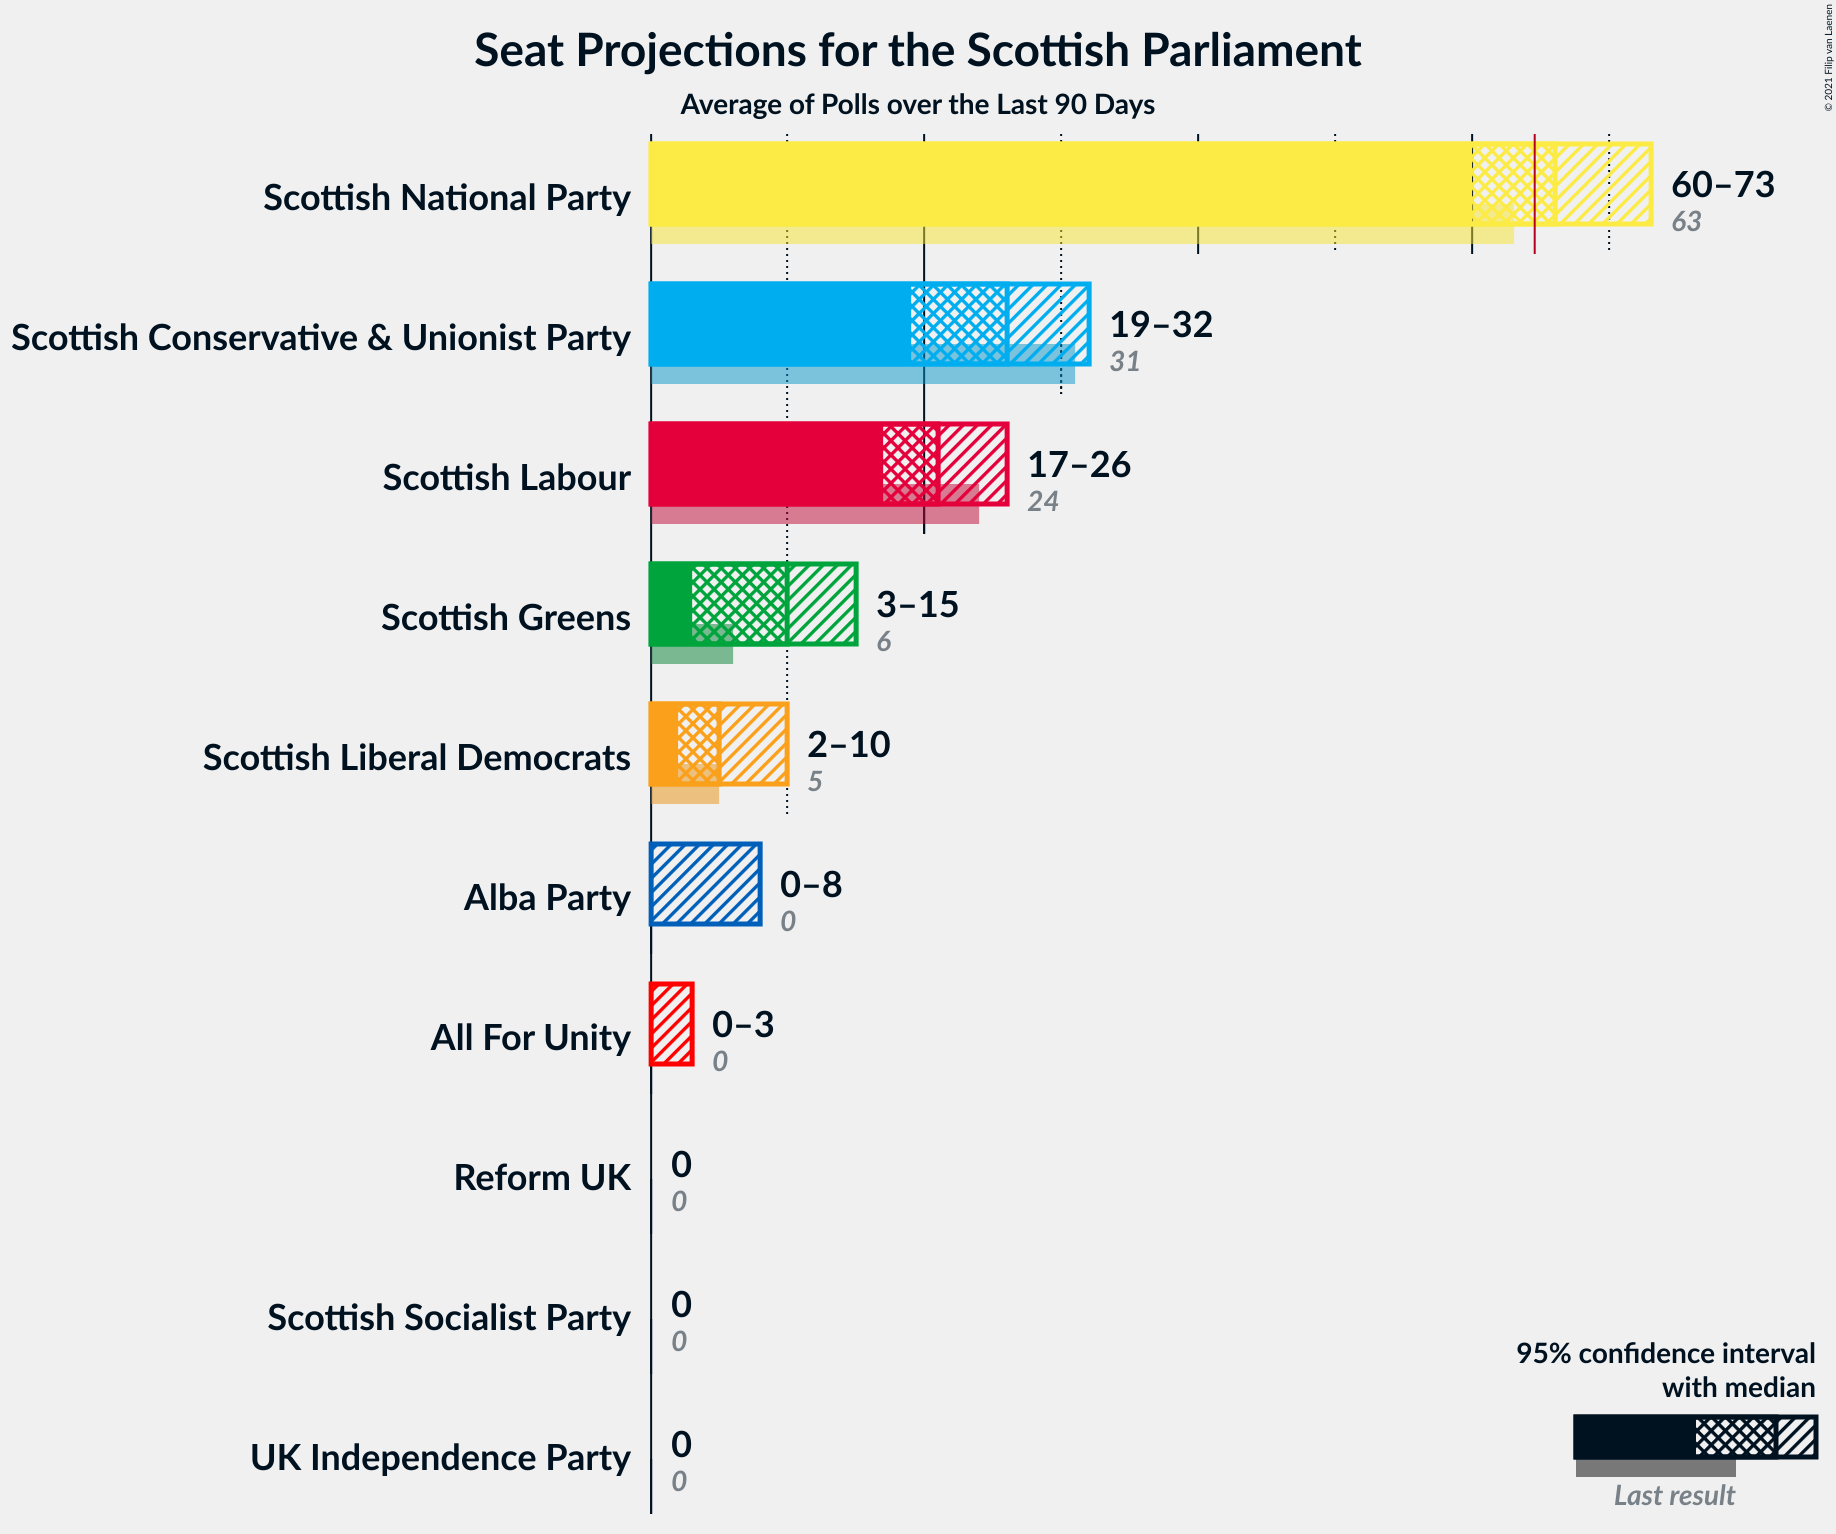 Seat Projections for the Scottish Parliament
Average of Polls over the Last 90 Days
© 2021 Filip van Laenen
Scottish National Party
60–73
63
Scottish Conservative & Unionist Party
19–32
31
Scottish Labour
17–26
24
Scottish Greens
3–15
6
Scottish Liberal Democrats
2–10
5
Alba Party
0–8
0
All For Unity
0–3
0
Reform UK
0
0
Scottish Socialist Party
0
0
UK Independence Party
0
0
95% confidence interval
with median
Last result